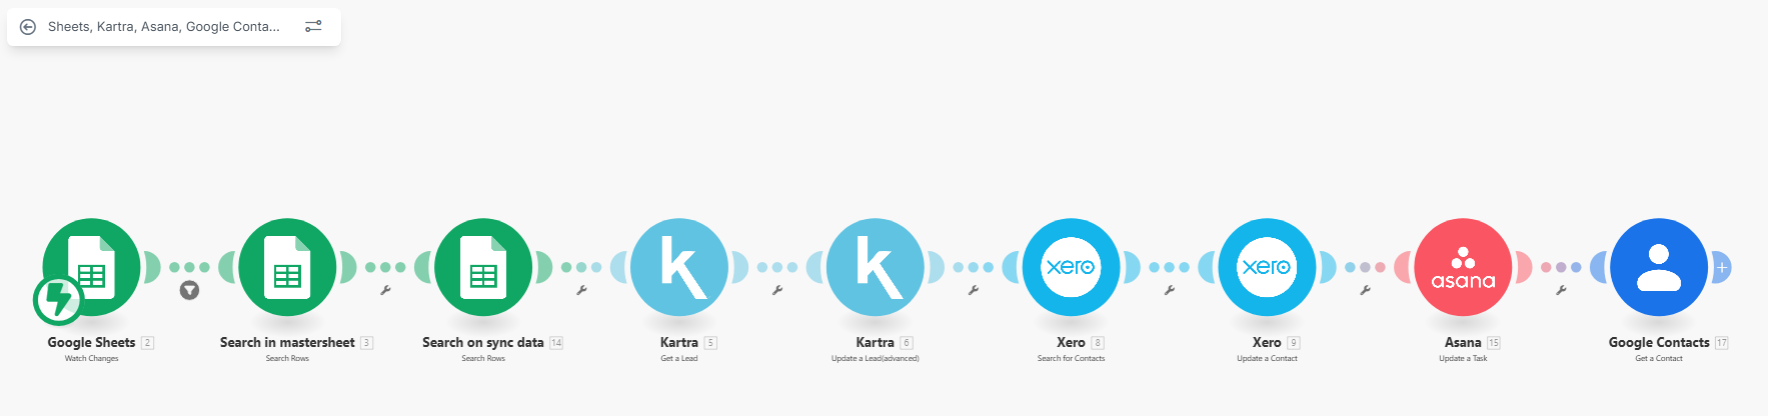 Sheets, Kartra, Asana, Google Conta...
xero
xero
asana
Google Sheets 2
Watch Changes
Search in mastersheet 3
Search Rows
Search on sync data 14
Search Rows
Kartra 5
Get a Lead
Kartra 6
Update a Lead(advanced)
Xero 8
Search for Contacts
Xero 9
Update a Contact
Asana 15
Update a Task
Google Contacts 17
Get a Contact